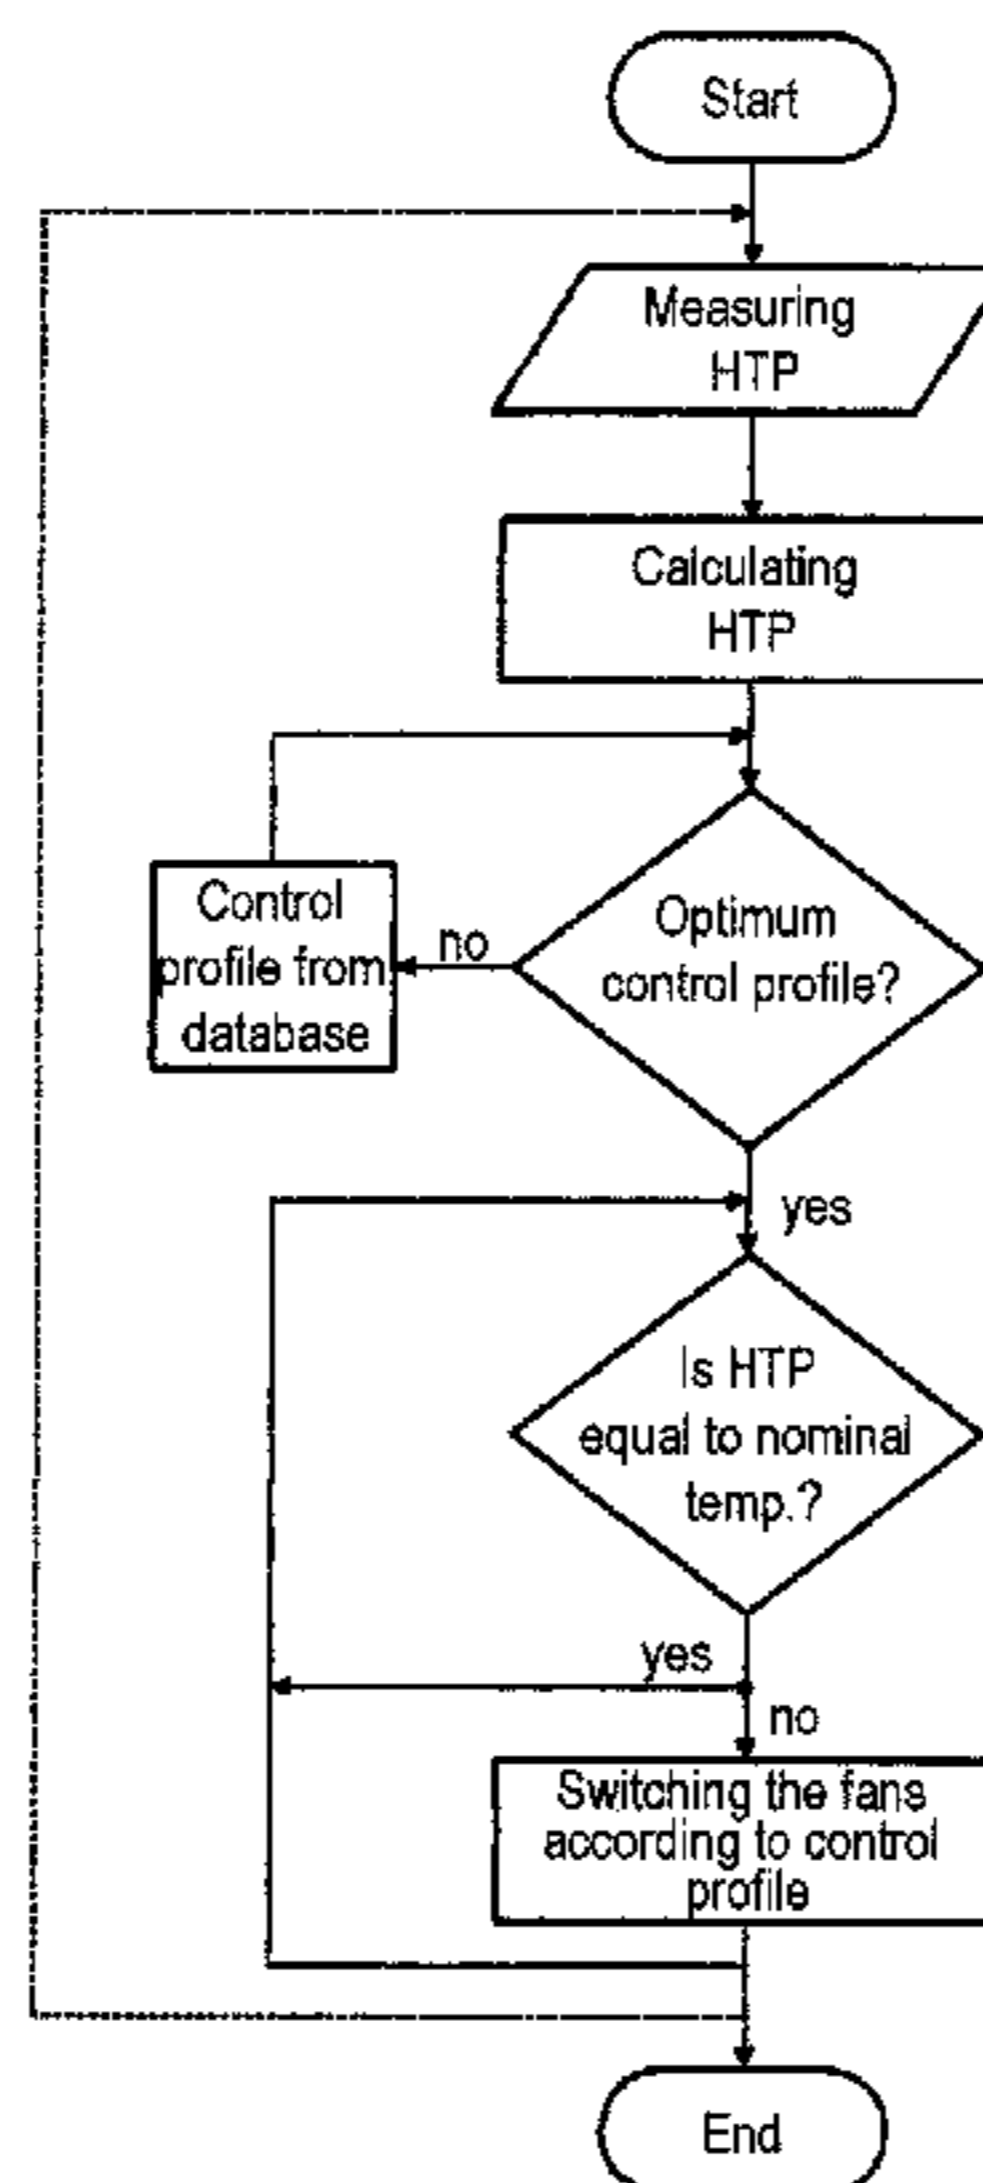 Start
Measuring
HTP
Calculating
HTP
Optimum
control profile?
no
Control
profile from
database
yes
Is HTP
equal to nominal
temp.?
yes
no
Switching the fans
according to control
profile
End